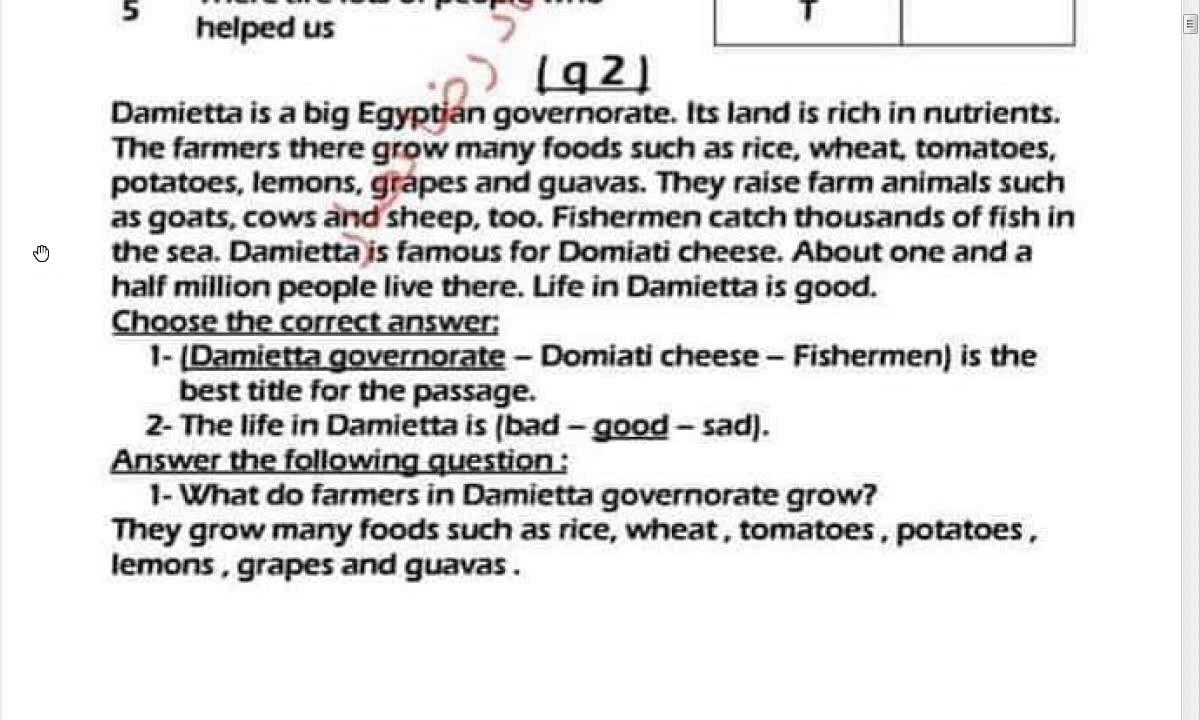 5
helped us
T
( q 2 )
Damietta is a big Egyptian governorate. Its land is rich in nutrients.
The farmers there grow many foods such as rice, wheat, tomatoes,
potatoes, lemons, grapes and guavas. They raise farm animals such
as goats, cows and sheep, too. Fishermen catch thousands of fish in
the sea. Damietta is famous for Domiati cheese. About one and a
half million people live there. Life in Damietta is good.
Choose the correct answer:
1- (Damietta governorate – Domiati cheese – Fishermen) is the
best title for the passage.
2- The life in Damietta is (bad – good – sad).
Answer the following question :
1- What do farmers in Damietta governorate grow?
They grow many foods such as rice, wheat , tomatoes , potatoes ,
lemons , grapes and guavas .